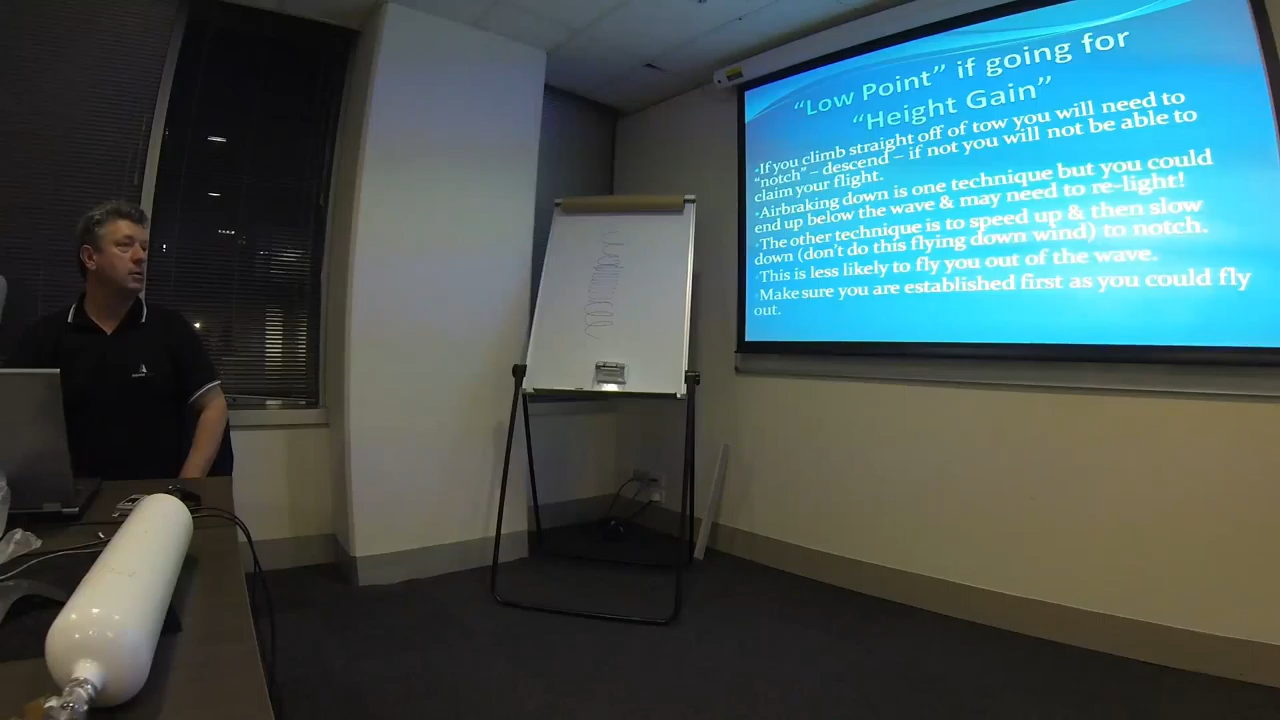 “Low Point” if going for
“Height Gain”
•If you climb straight off of tow you will need to
“notch” – descend – if not you will not be able to
claim your flight.
•Airbraking down is one technique but you could
end up below the wave & may need to re-light!
•The other technique is to speed up & then slow
down (don’t do this flying down wind) to notch.
•This is less likely to fly you out of the wave.
•Make sure you are established first as you could fly
out.